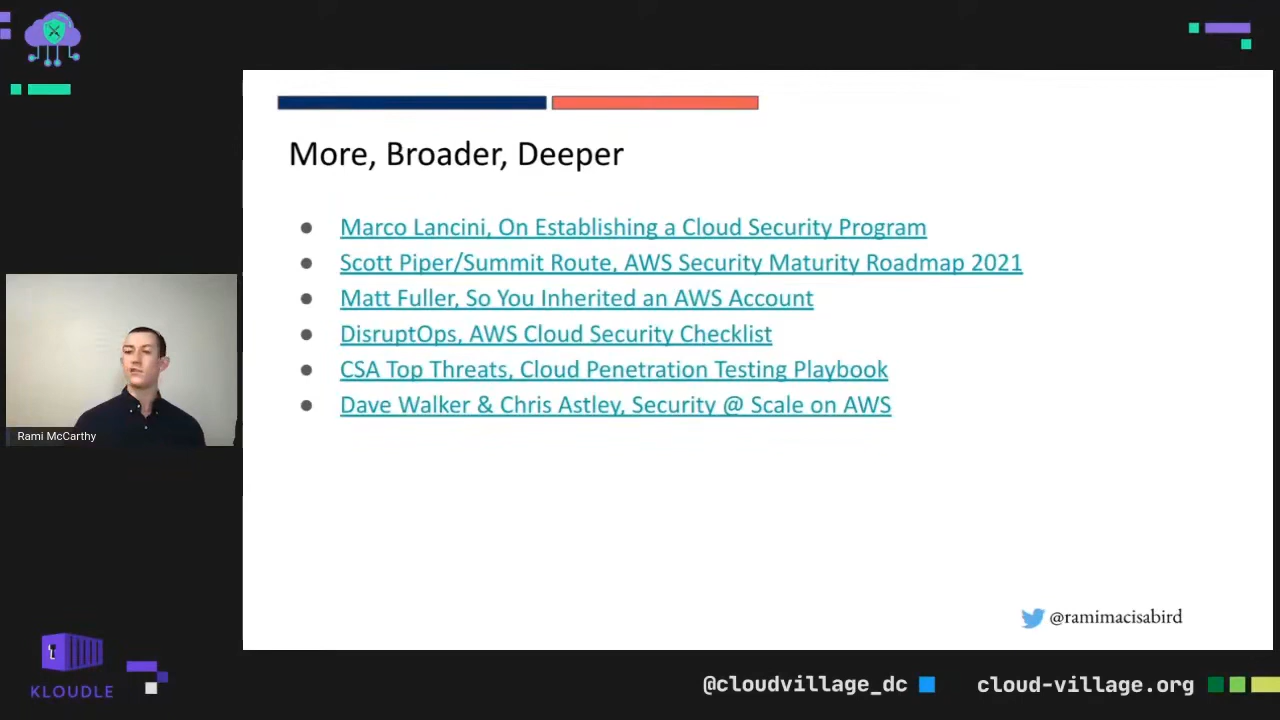 More, Broader, Deeper
● Marco Lancini, On Establishing a Cloud Security Program
● Scott Piper/Summit Route, AWS Security Maturity Roadmap 2021
● Matt Fuller, So You Inherited an AWS Account
● DisruptOps, AWS Cloud Security Checklist
● CSA Top Threats, Cloud Penetration Testing Playbook
● Dave Walker & Chris Astley, Security @ Scale on AWS
Rami McCarthy
@ramimacisabird
KLOUDLE
@cloudvillage_dc
cloud-village.org